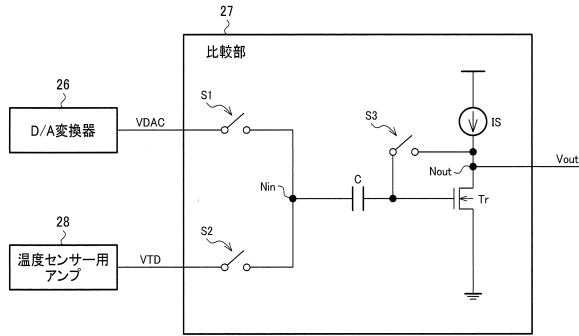 27
比較部
26
D/A変換器
VDAC
S1
S3
IS
Nout
Vout
Nin
C
Tr
28
温度センサー用
アンプ
VTD
S2